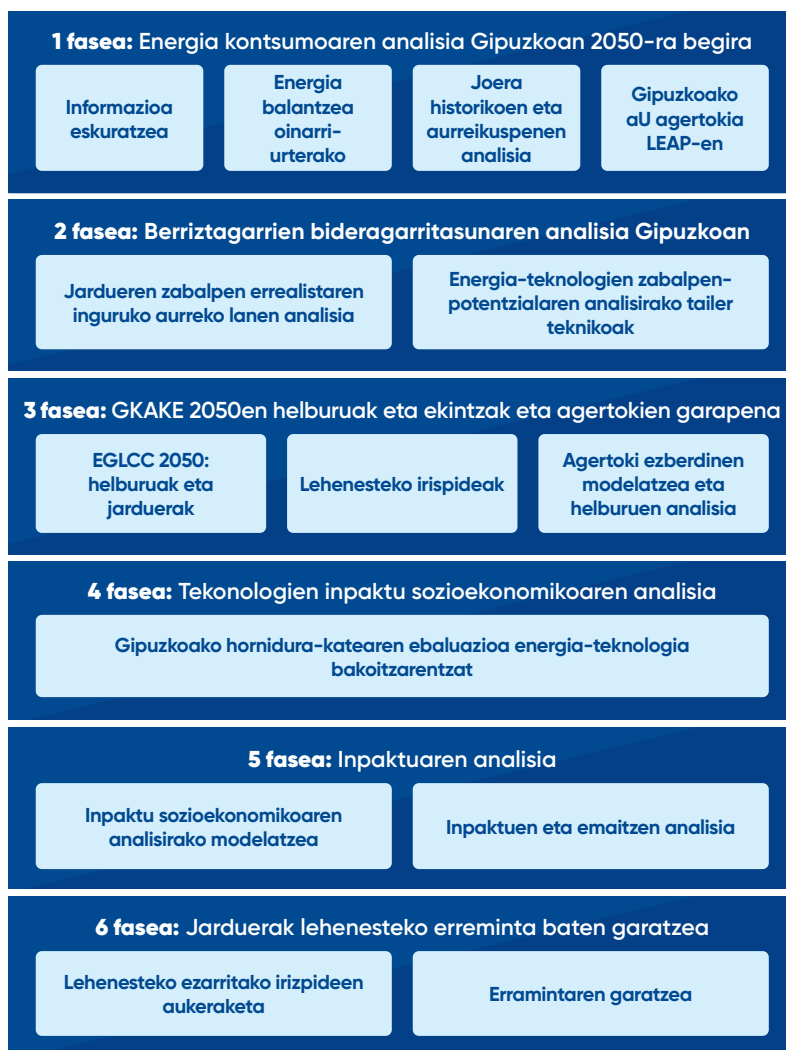 1 fasea: Energia kontsumoaren analisia Gipuzkoan 2050-ra begira
Informazioa
eskuratzea
Energia
balantzea
oinarri-
urterako
Joera
historikoen eta
aurreikuspenen
analisia
Gipuzkoako
aU agertokia
LEAP-en
2 fasea: Berriztagarrien bideragarritasunaren analisia Gipuzkoan
Jardueren zabalpen errealistaren
inguruko aurreko lanen analisia
Energia-teknologien zabalpen-
potentzialaren analisirako tailer
teknikoak
3 fasea: GKAKE 2050en helburuak eta ekintzak eta agertokien garapena
EGLCC 2050:
helburuak eta
jarduerak
Lehenesteko irispideak
Agertoki ezberdinen
modelatzea eta
helburuen analisia
4 fasea: Tekonologien inpaktu sozioekonomikoaren analisia
Gipuzkoako hornidura-katearen ebaluazioa energia-teknologia
bakoitzarentzat
5 fasea: Inpaktuaren analisia
Inpaktu sozioekonomikoaren
analisirako modelatzea
Inpaktuen eta emaitzen analisia
6 fasea: Jarduerak lehenesteko erreminta baten garatzea
Lehenesteko ezarritako irizpideen
aukeraketa
Erramintaren garatzea